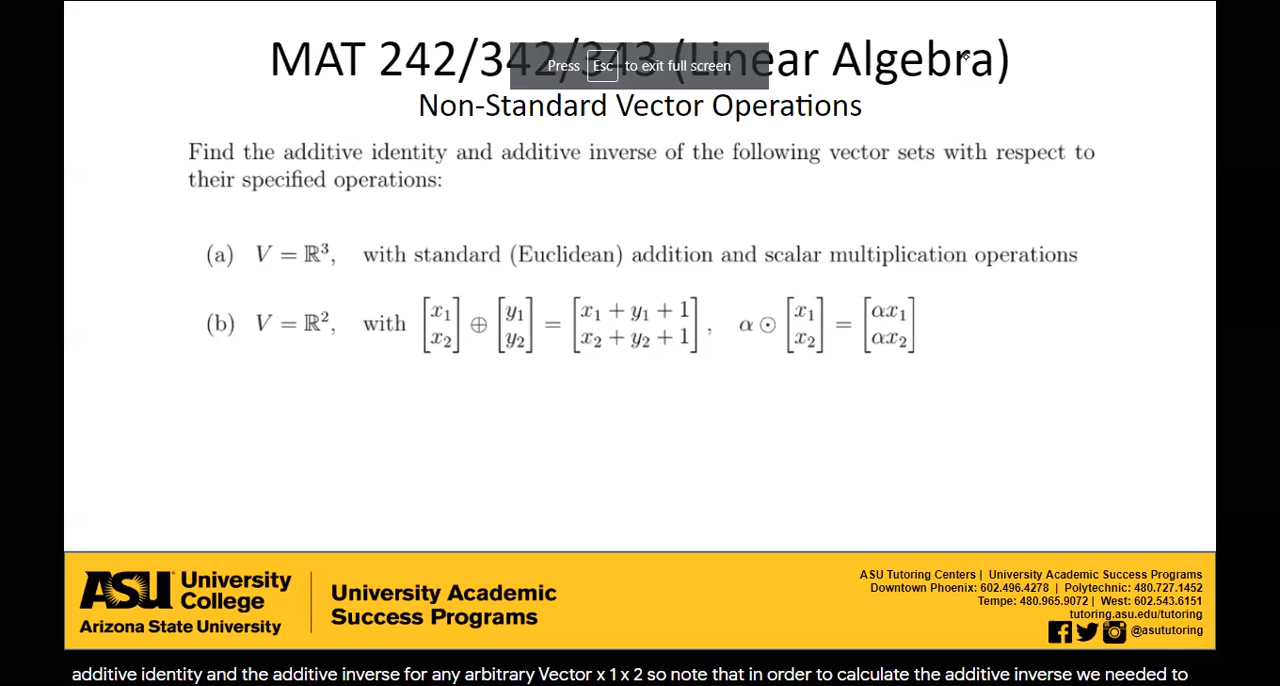 MAT 242/342/343 (Linear Algebra)
Press Esc to exit full screen
Non-Standard Vector Operations
Find the additive identity and additive inverse of the following vector sets with respect to
their specified operations:
(a) V = ℝ³, with standard (Euclidean) addition and scalar multiplication operations
(b) V = ℝ², with [x₁ x₂] ⊕ [y₁ y₂] = [x₁ + y₁ + 1 x₂ + y₂ + 1], α ⊙ [x₁ x₂] = [αx₁ αx₂]
ASU University
College
Arizona State University
University Academic
Success Programs
ASU Tutoring Centers | University Academic Success Programs
Downtown Phoenix: 602.496.4278 | Polytechnic: 480.727.1452
Tempe: 480.965.9072 | West: 602.543.6151
tutoring.asu.edu/tutoring
@asututoring
additive identity and the additive inverse for any arbitrary Vector x 1 x 2 so note that in order to calculate the additive inverse we needed to